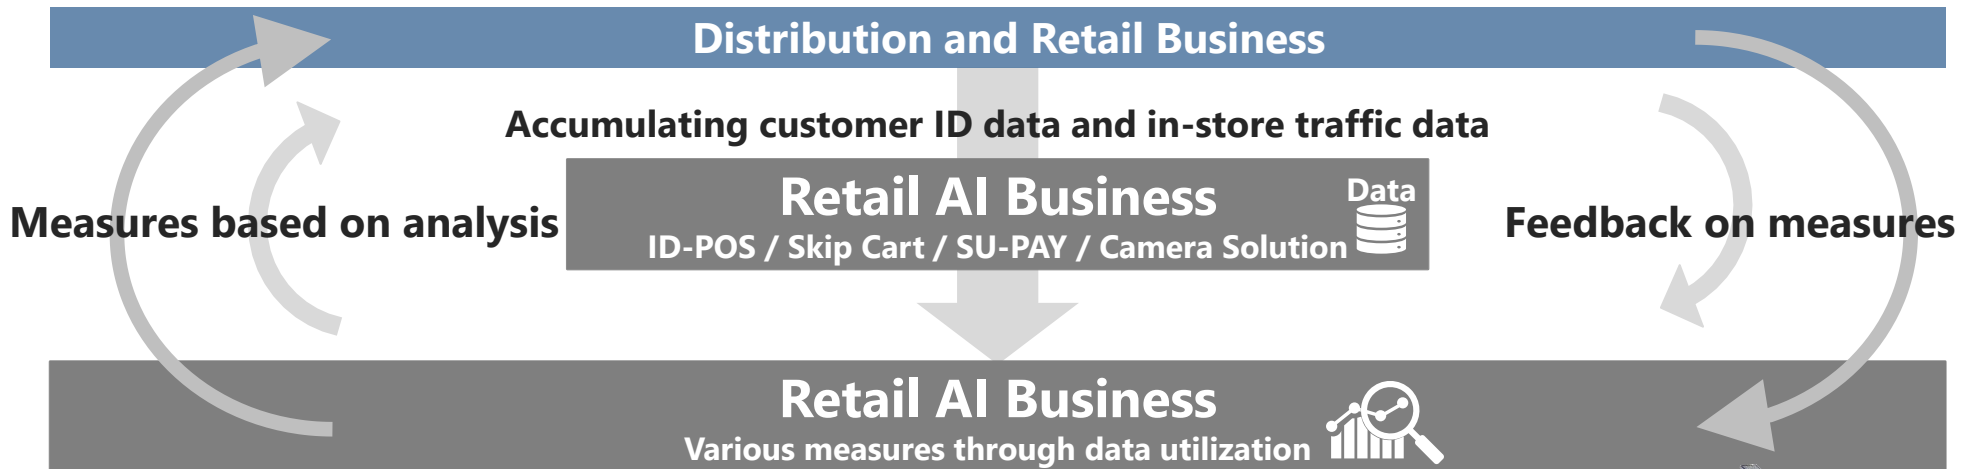 Distribution and Retail Business
Accumulating customer ID data and in-store traffic data
Retail AI Business
Data
ID-POS / Skip Cart / SU-PAY / Camera Solution
Measures based on analysis
Feedback on measures
Retail AI Business
Various measures through data utilization